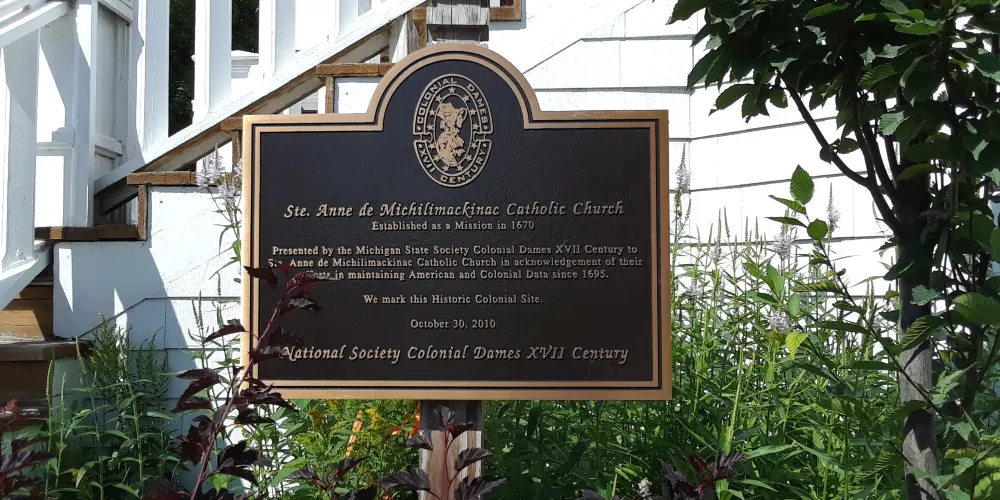 COLONIAL DAMES
XVII CENTURY
Ste. Anne de Michilimackinac Catholic Church
Established as a Mission in 1670
Presented by the Michigan State Society Colonial Dames XVII Century to
Ste Anne de Michilimackinac Catholic Church in acknowledgement of their
in maintaining American and Colonial Data since 1695.
We mark this Historic Colonial Site.
October 30, 2010
National Society Colonial Dames XVII Century